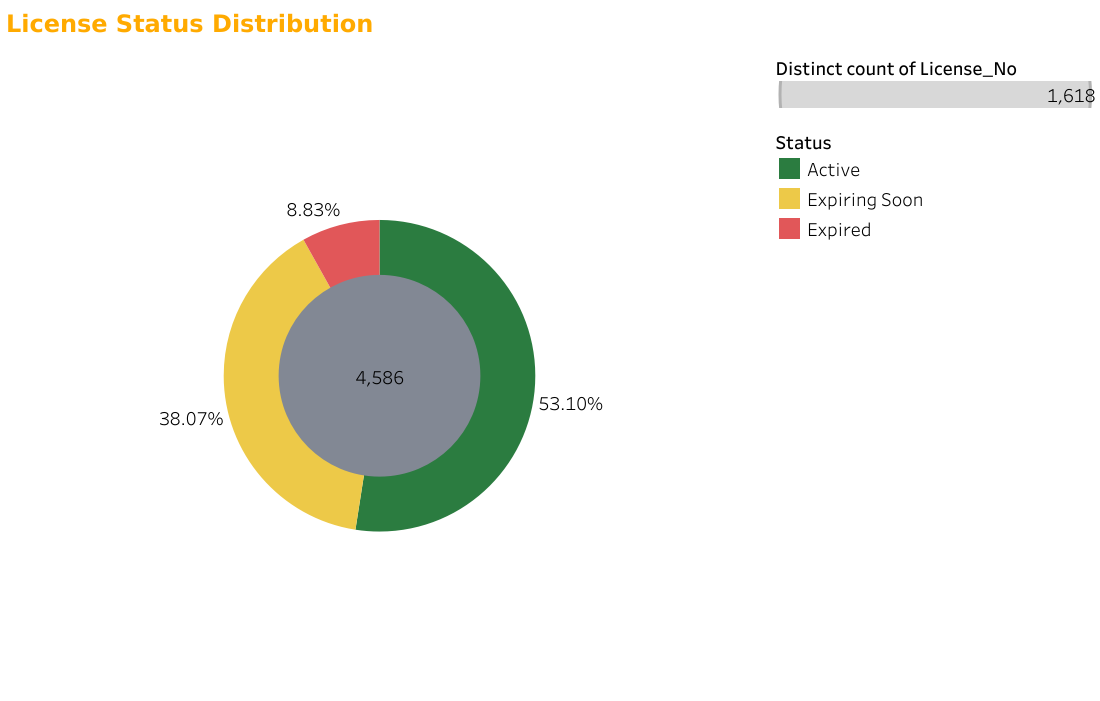 License Status Distribution
Distinct count of License_No
1,618
Status
Active
Expiring Soon
Expired
8.83%
4,586
53.10%
38.07%